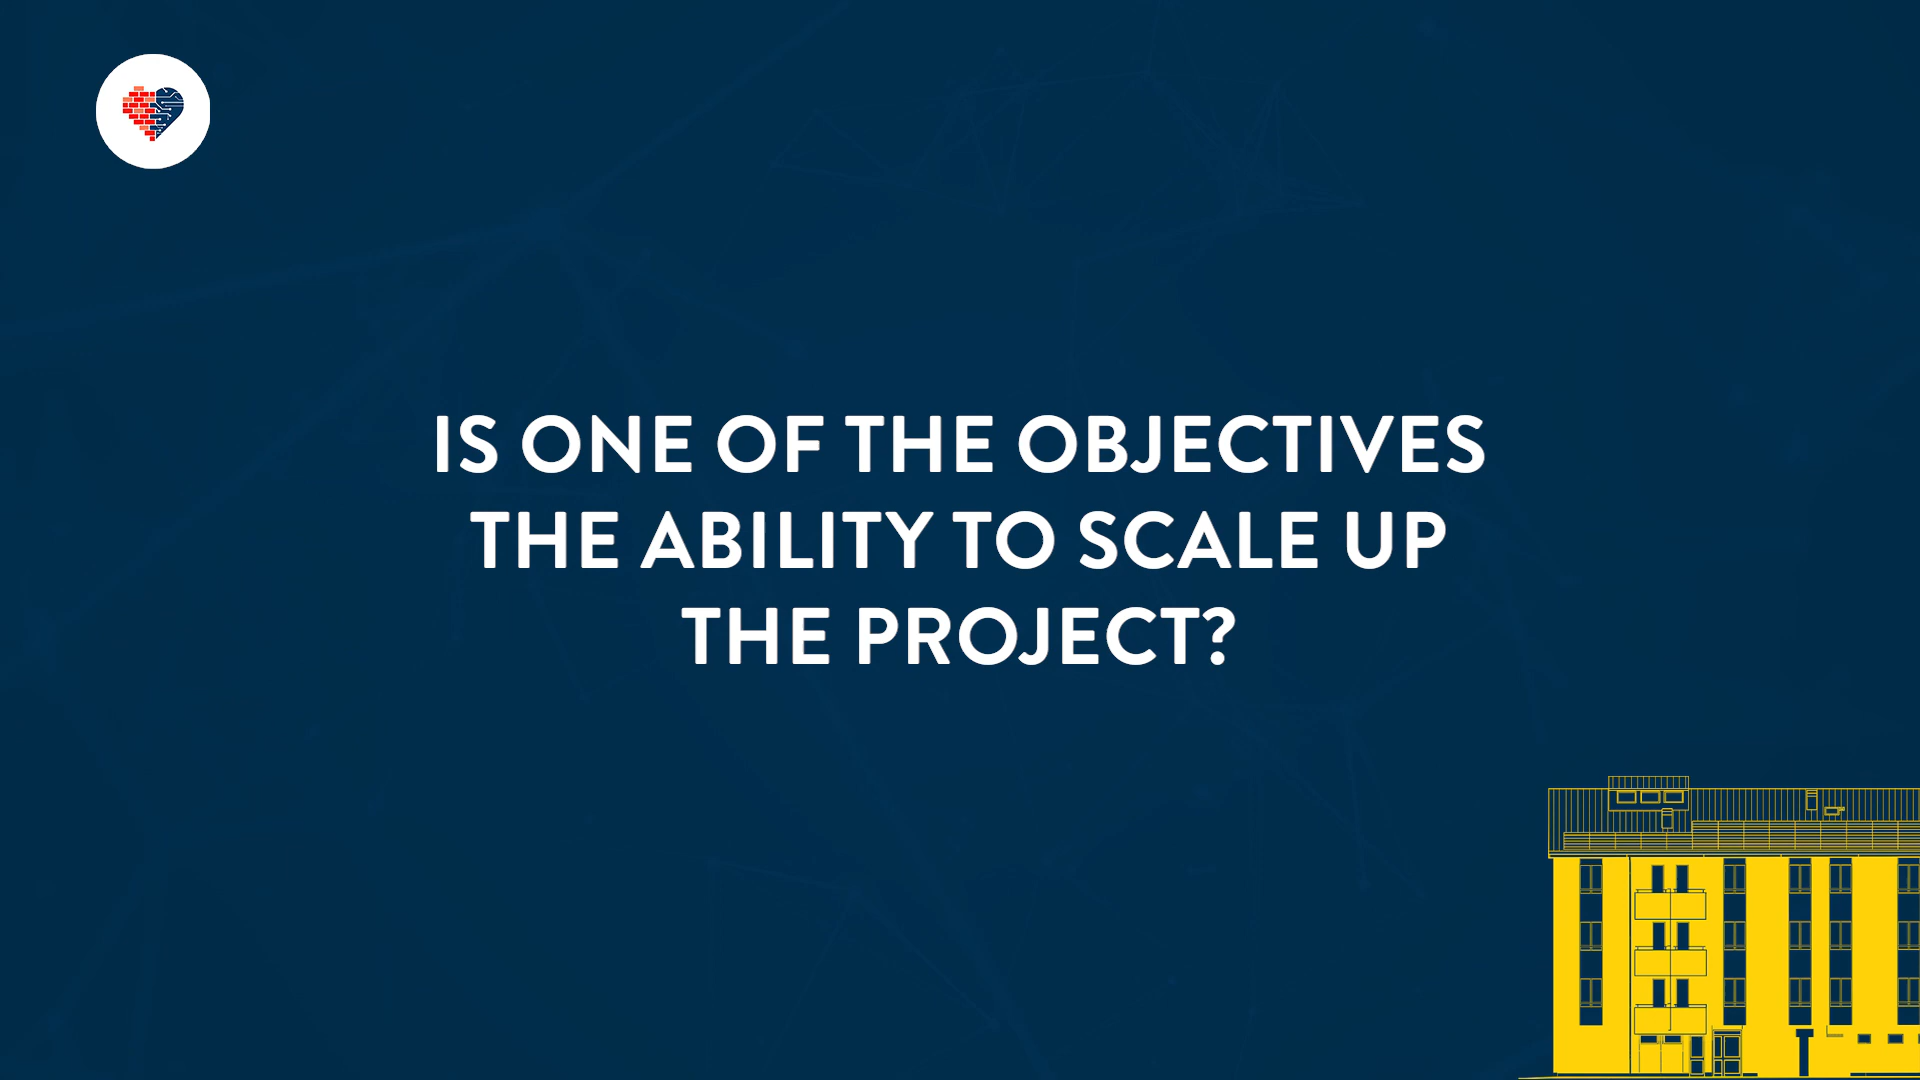 IS ONE OF THE OBJECTIVES
THE ABILITY TO SCALE UP
THE PROJECT?